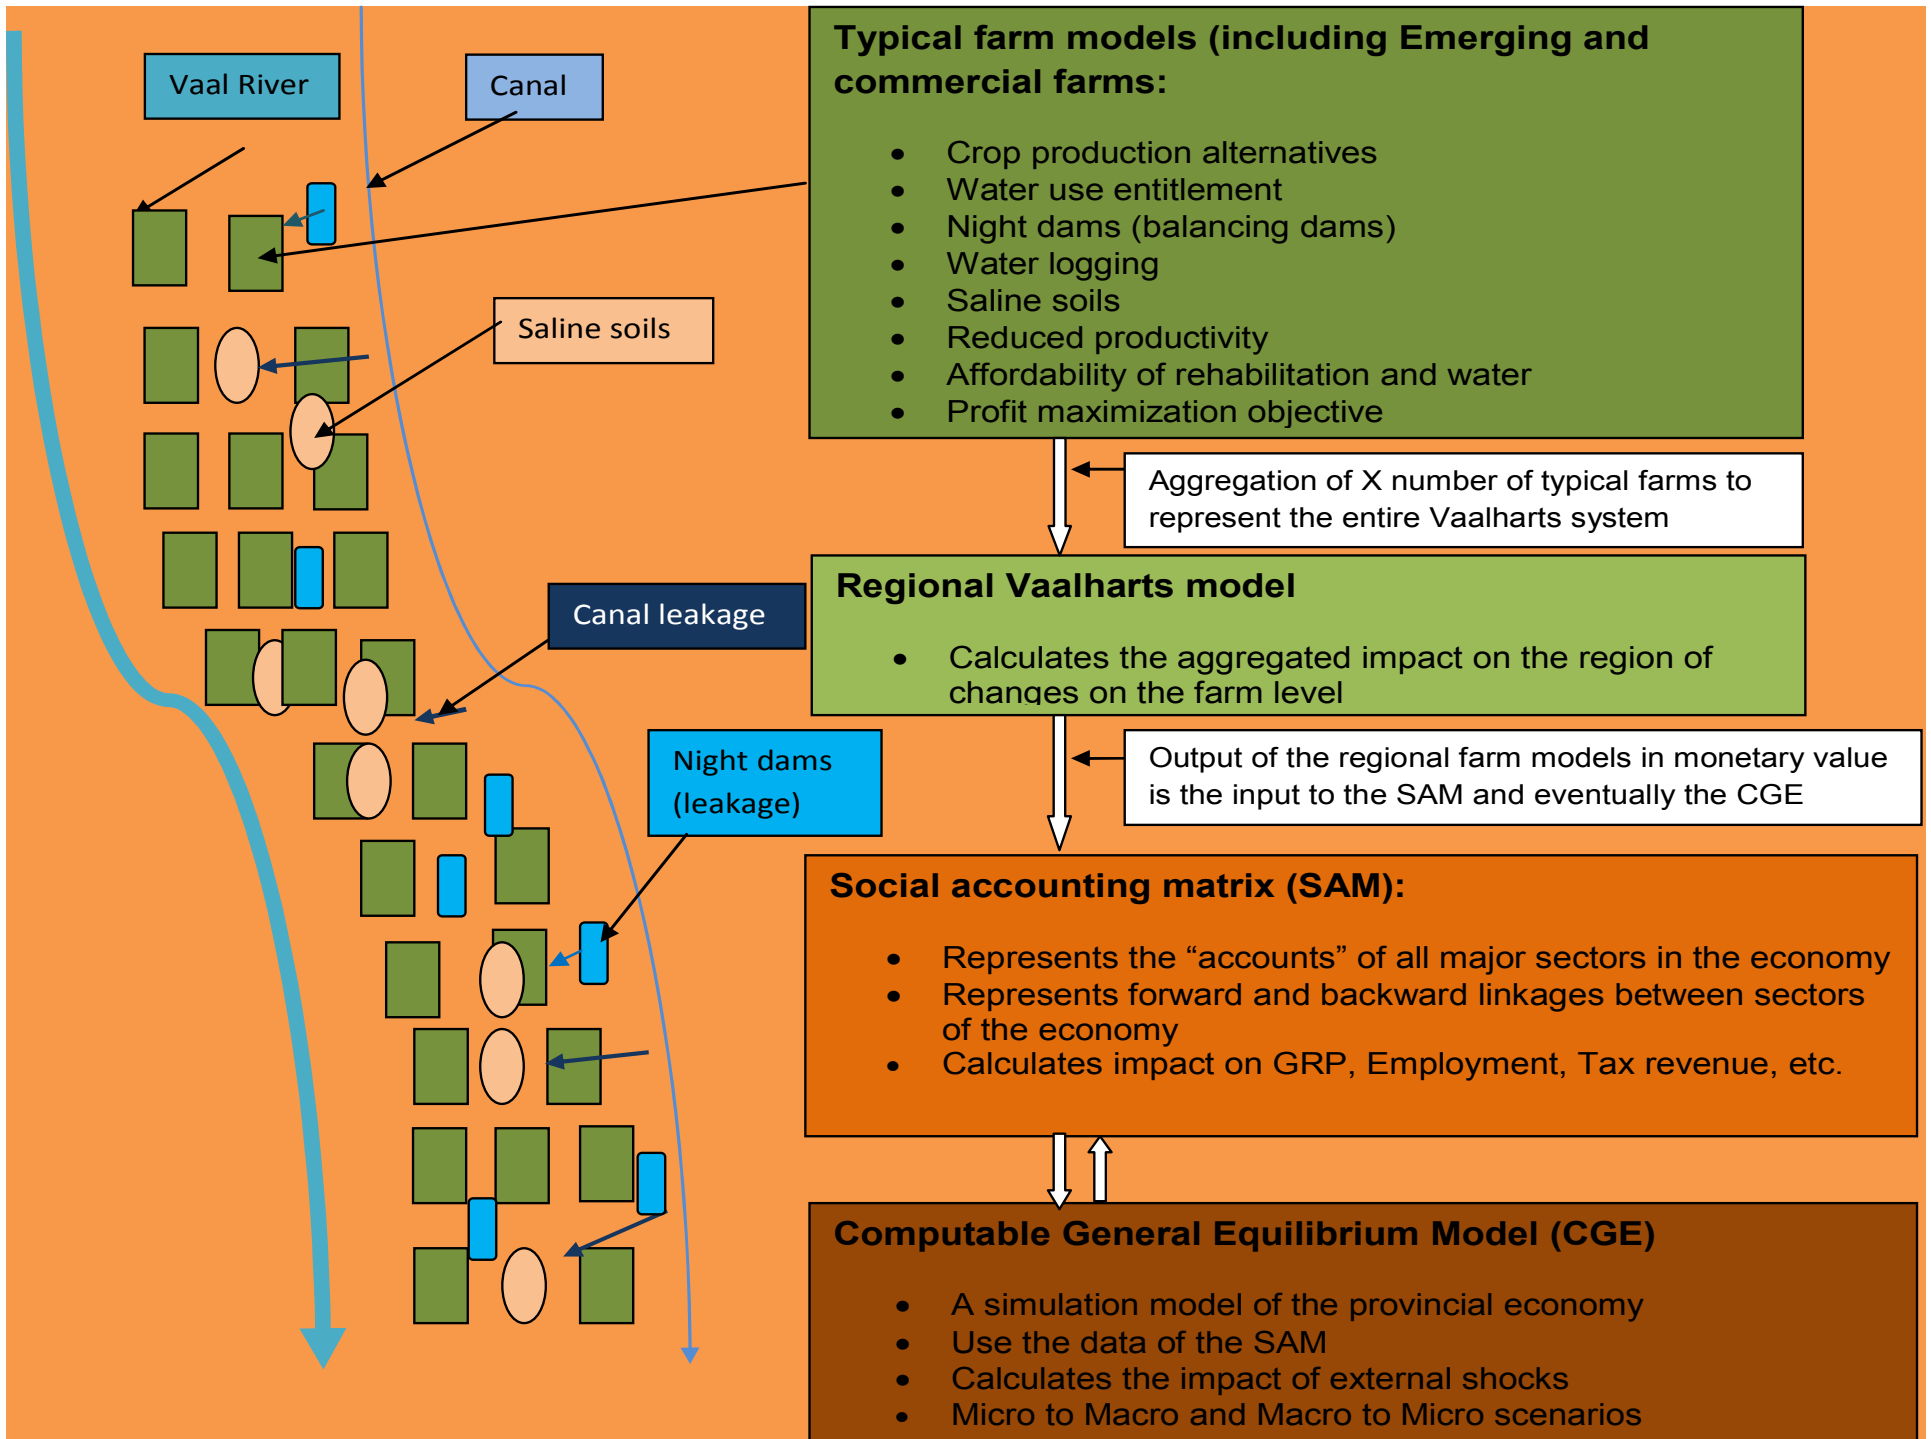 Vaal River
Canal
Saline soils
Canal leakage
Night dams
(leakage)
Typical farm models (including Emerging and
commercial farms:
• Crop production alternatives
• Water use entitlement
• Night dams (balancing dams)
• Water logging
• Saline soils
• Reduced productivity
• Affordability of rehabilitation and water
• Profit maximization objective
Aggregation of X number of typical farms to
represent the entire Vaalharts system
Regional Vaalharts model
• Calculates the aggregated impact on the region of
changes on the farm level
Output of the regional farm models in monetary value
is the input to the SAM and eventually the CGE
Social accounting matrix (SAM):
• Represents the “accounts” of all major sectors in the economy
• Represents forward and backward linkages between sectors
of the economy
• Calculates impact on GRP, Employment, Tax revenue, etc.
Computable General Equilibrium Model (CGE)
• A simulation model of the provincial economy
• Use the data of the SAM
• Calculates the impact of external shocks
• Micro to Macro and Macro to Micro scenarios